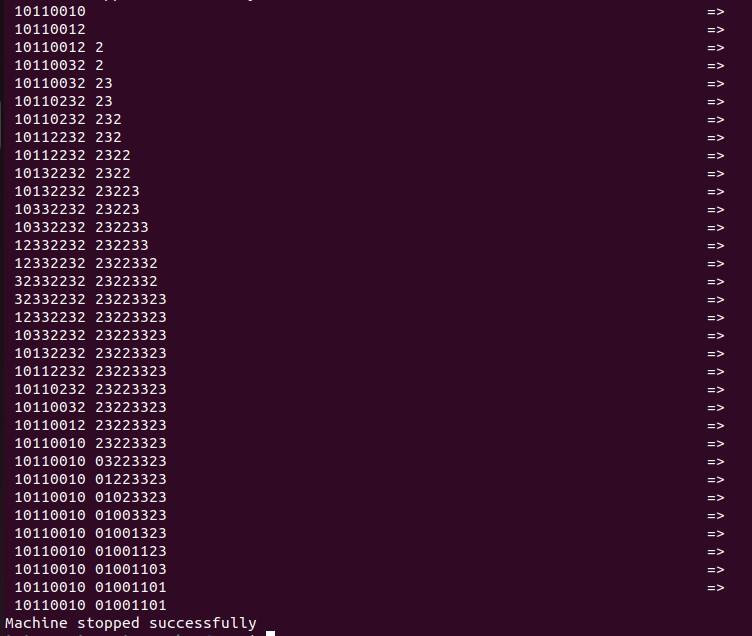 10110010 =>
10110012 =>
10110012 2 =>
10110032 2 =>
10110032 23 =>
10110232 23 =>
10110232 232 =>
10112232 232 =>
10112232 2322 =>
10132232 2322 =>
10132232 23223 =>
10332232 23223 =>
10332232 232233 =>
12332232 232233 =>
12332232 2322332 =>
32332232 2322332 =>
32332232 23223323 =>
12332232 23223323 =>
10332232 23223323 =>
10132232 23223323 =>
10112232 23223323 =>
10110232 23223323 =>
10110032 23223323 =>
10110012 23223323 =>
10110010 23223323 =>
10110010 03223323 =>
10110010 01223323 =>
10110010 01023323 =>
10110010 01003323 =>
10110010 01001323 =>
10110010 01001123 =>
10110010 01001103 =>
10110010 01001101 =>
10110010 01001101
Machine stopped successfully